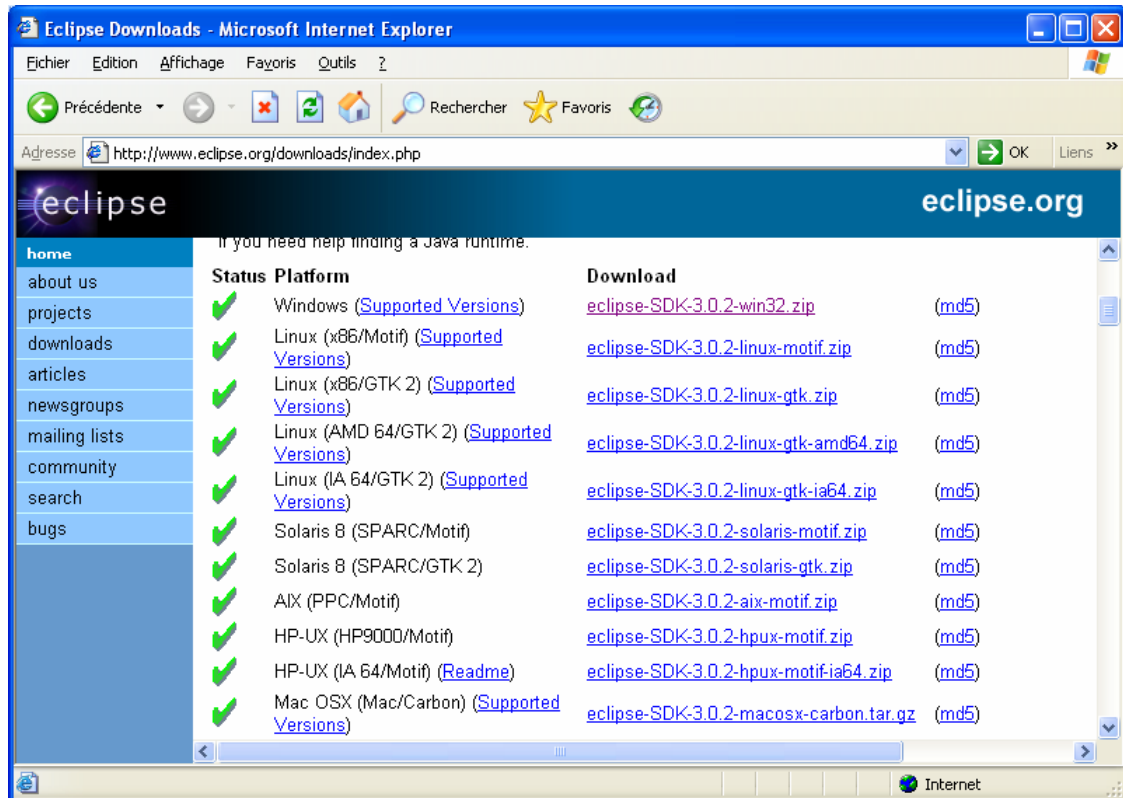 Eclipse Downloads - Microsoft Internet Explorer
Fichier Edition Affichage Favoris Outils ?
Précédente Rechercher Favoris
Adresse http://www.eclipse.org/downloads/index.php OK Liens »
eclipse eclipse.org
home
about us
projects
downloads
articles
newsgroups
mailing lists
community
search
bugs
If you need help finding a Java runtime.
Status Platform Download
Windows (Supported Versions) eclipse-SDK-3.0.2-win32.zip (md5)
Linux (x86/Motif) (Supported
Versions) eclipse-SDK-3.0.2-linux-motif.zip (md5)
Linux (x86/GTK 2) (Supported
Versions) eclipse-SDK-3.0.2-linux-gtk.zip (md5)
Linux (AMD 64/GTK 2) (Supported
Versions) eclipse-SDK-3.0.2-linux-gtk-amd64.zip (md5)
Linux (IA 64/GTK 2) (Supported
Versions) eclipse-SDK-3.0.2-linux-gtk-ia64.zip (md5)
Solaris 8 (SPARC/Motif) eclipse-SDK-3.0.2-solaris-motif.zip (md5)
Solaris 8 (SPARC/GTK 2) eclipse-SDK-3.0.2-solaris-gtk.zip (md5)
AIX (PPC/Motif) eclipse-SDK-3.0.2-aix-motif.zip (md5)
HP-UX (HP9000/Motif) eclipse-SDK-3.0.2-hpux-motif.zip (md5)
HP-UX (IA 64/Motif) (Readme) eclipse-SDK-3.0.2-hpux-motif-ia64.zip (md5)
Mac OSX (Mac/Carbon) (Supported
Versions) eclipse-SDK-3.0.2-macosx-carbon.tar.gz (md5)
Internet